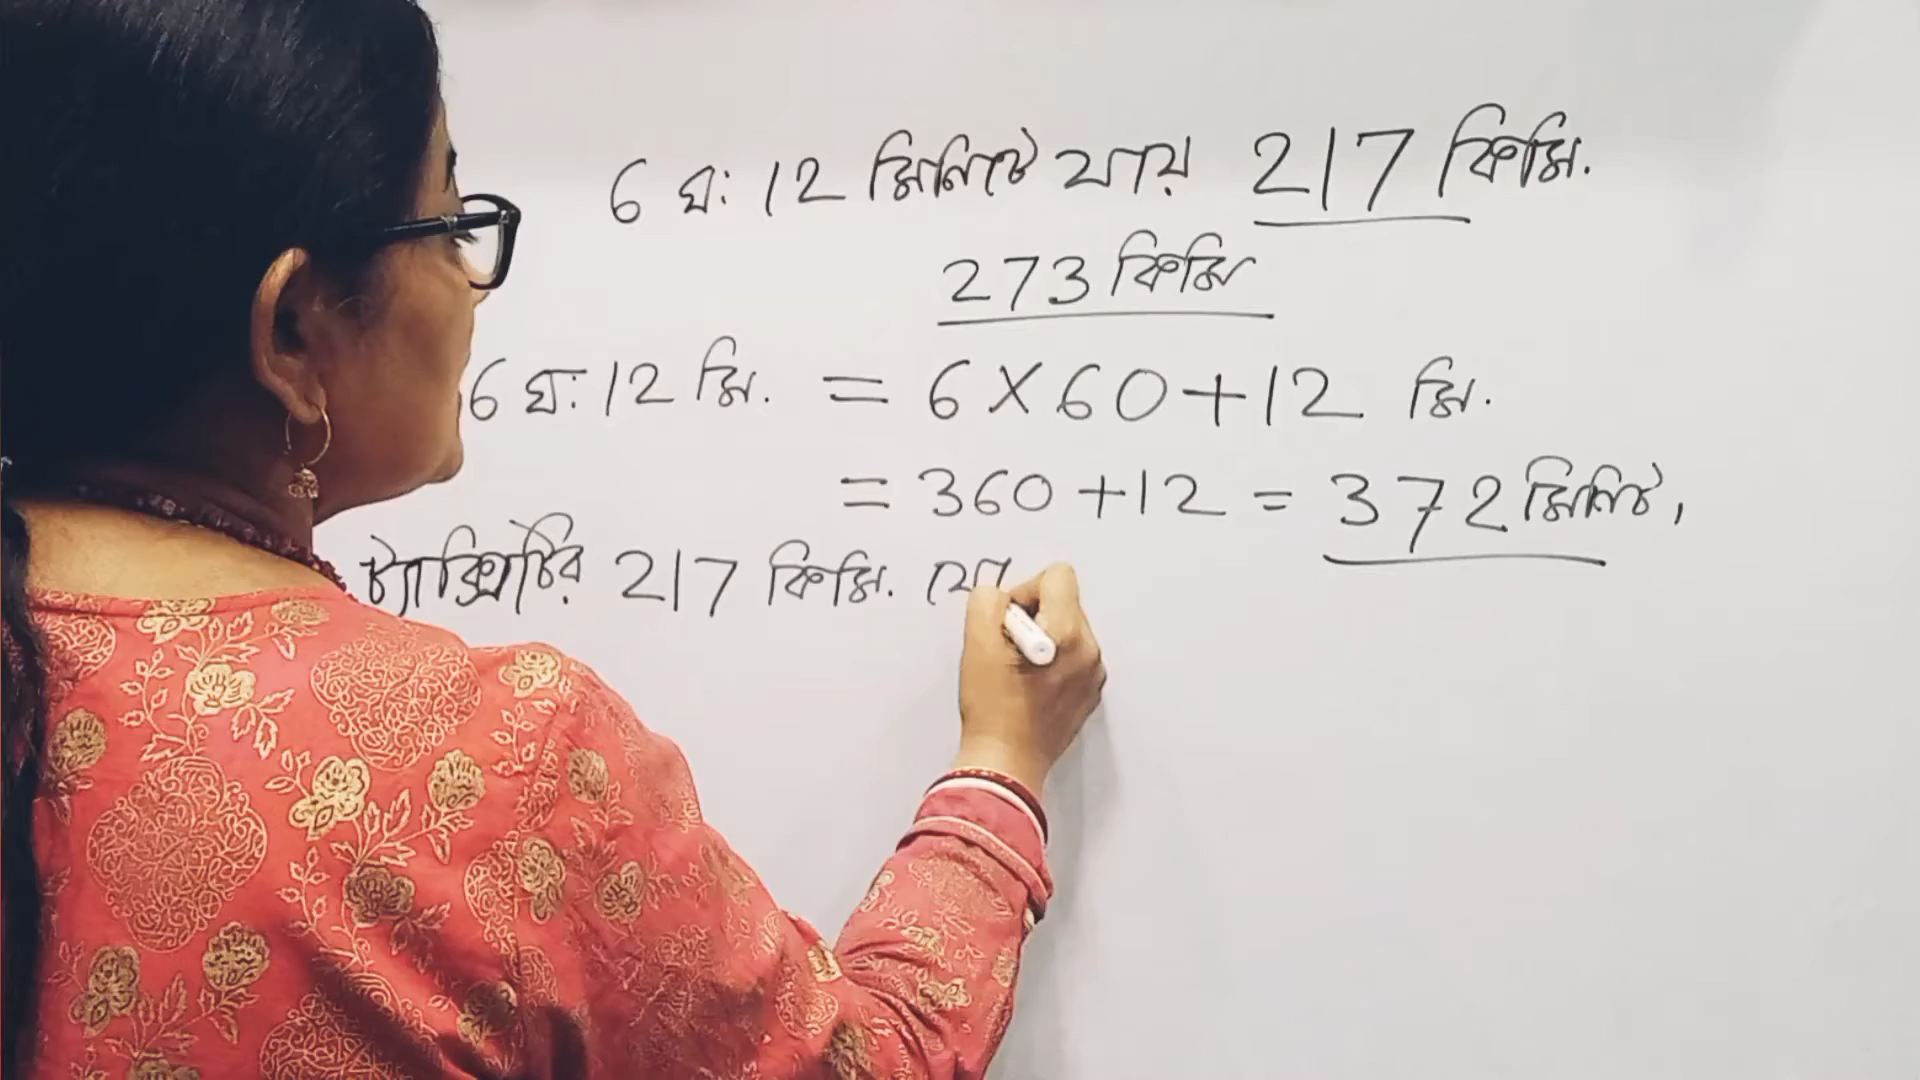 6 ঘ: 12 মিনিটে যায় 217 কিমি.
273 কিমি
6 ঘ: 12 মি. = 6 X 60 + 12 মি.
= 360 + 12 = 372 মিনিট,
ট্যাক্সিটির 217 কিমি.